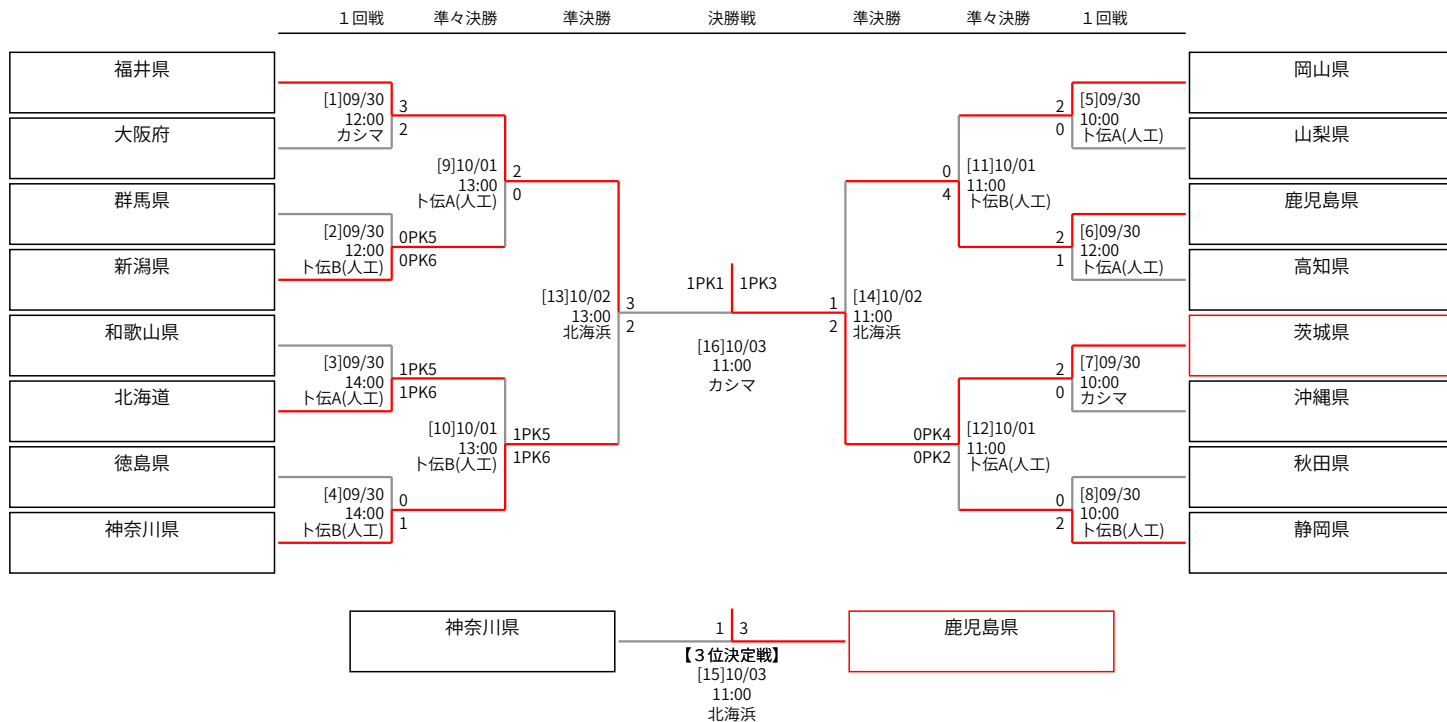 １回戦 準々決勝 準決勝 決勝戦 準決勝 準々決勝 １回戦
福井県
[1]09/30
12:00
カシマ
3
2
大阪府
[9]10/01
13:00
卜伝A(人工)
2
0
群馬県
[2]09/30
12:00
卜伝B(人工)
0PK5
0PK6
新潟県
[13]10/02
13:00
北海浜
3
2
和歌山県
[3]09/30
14:00
卜伝A(人工)
1PK5
1PK6
北海道
[10]10/01
13:00
卜伝B(人工)
1PK5
1PK6
徳島県
[4]09/30
14:00
卜伝B(人工)
0
1
神奈川県
1PK1 1PK3
[16]10/03
11:00
カシマ
岡山県
2
0
[5]09/30
10:00
卜伝A(人工)
山梨県
0
4
[11]10/01
11:00
卜伝B(人工)
鹿児島県
2
1
[6]09/30
12:00
卜伝A(人工)
高知県
1
2
[14]10/02
11:00
北海浜
茨城県
2
0
[7]09/30
10:00
カシマ
沖縄県
0PK4
0PK2
[12]10/01
11:00
卜伝A(人工)
秋田県
0
2
[8]09/30
10:00
卜伝B(人工)
静岡県
神奈川県 1 3 鹿児島県
【３位決定戦】
[15]10/03
11:00
北海浜